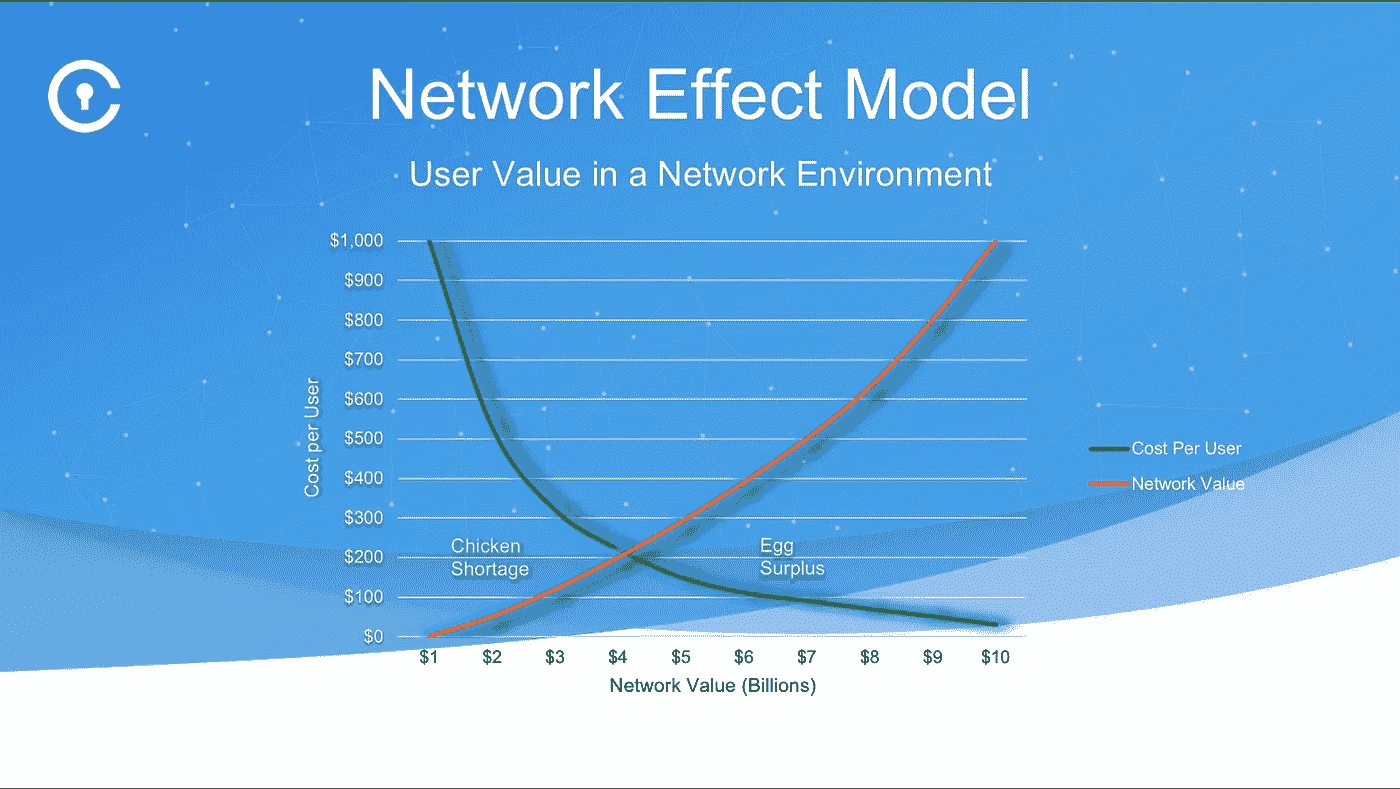 Network Effect Model
User Value in a Network Environment
$1,000
$900
$800
$700
$600
$500
$400
$300
$200
$100
$0
Cost per User
Chicken
Shortage
Egg
Surplus
Cost Per User
Network Value
$1 $2 $3 $4 $5 $6 $7 $8 $9 $10
Network Value (Billions)